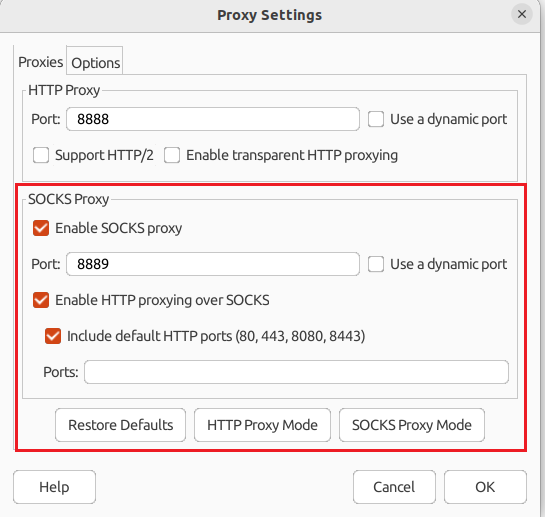 Proxy Settings
Proxies Options
HTTP Proxy
Port: 8888 Use a dynamic port
Support HTTP/2 Enable transparent HTTP proxying
SOCKS Proxy
Enable SOCKS proxy
Port: 8889 Use a dynamic port
Enable HTTP proxying over SOCKS
Include default HTTP ports (80, 443, 8080, 8443)
Ports:
Restore Defaults HTTP Proxy Mode SOCKS Proxy Mode
Help Cancel OK